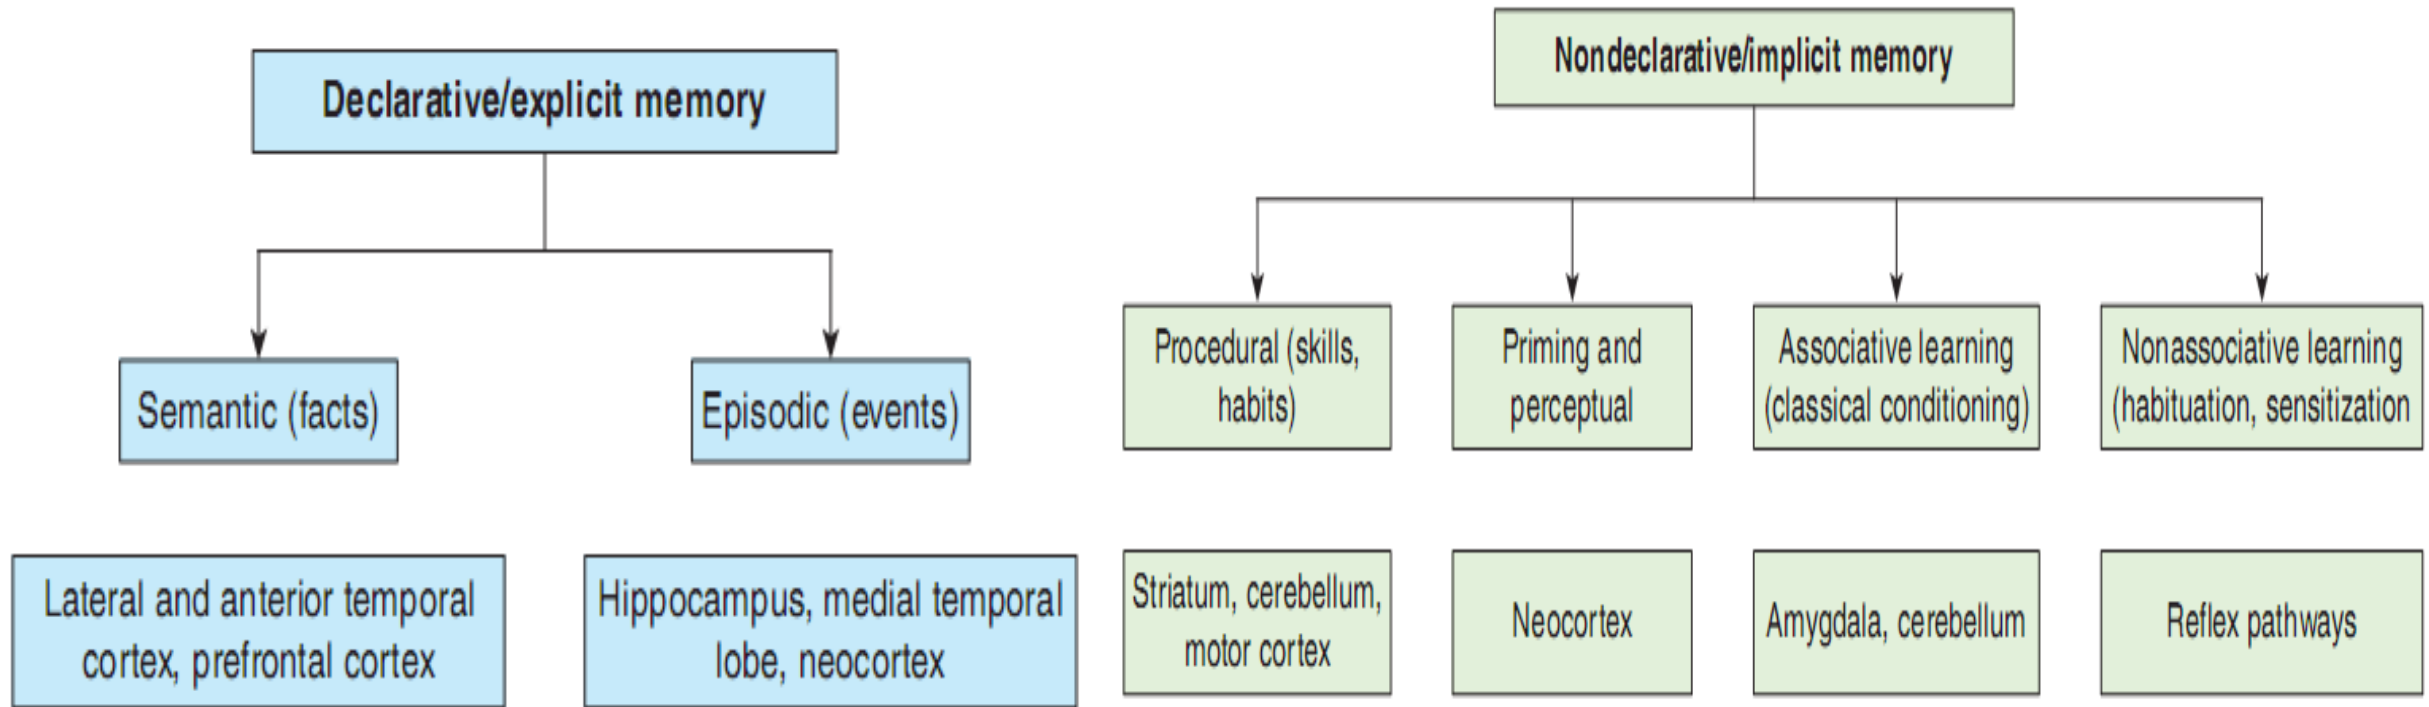 Declarative/explicit memory
Semantic (facts)
Episodic (events)
Lateral and anterior temporal
cortex, prefrontal cortex
Hippocampus, medial temporal
lobe, neocortex
Nondeclarative/implicit memory
Procedural (skills,
habits)
Priming and
perceptual
Associative learning
(classical conditioning)
Nonassociative learning
(habituation, sensitization
Striatum, cerebellum,
motor cortex
Neocortex
Amygdala, cerebellum
Reflex pathways